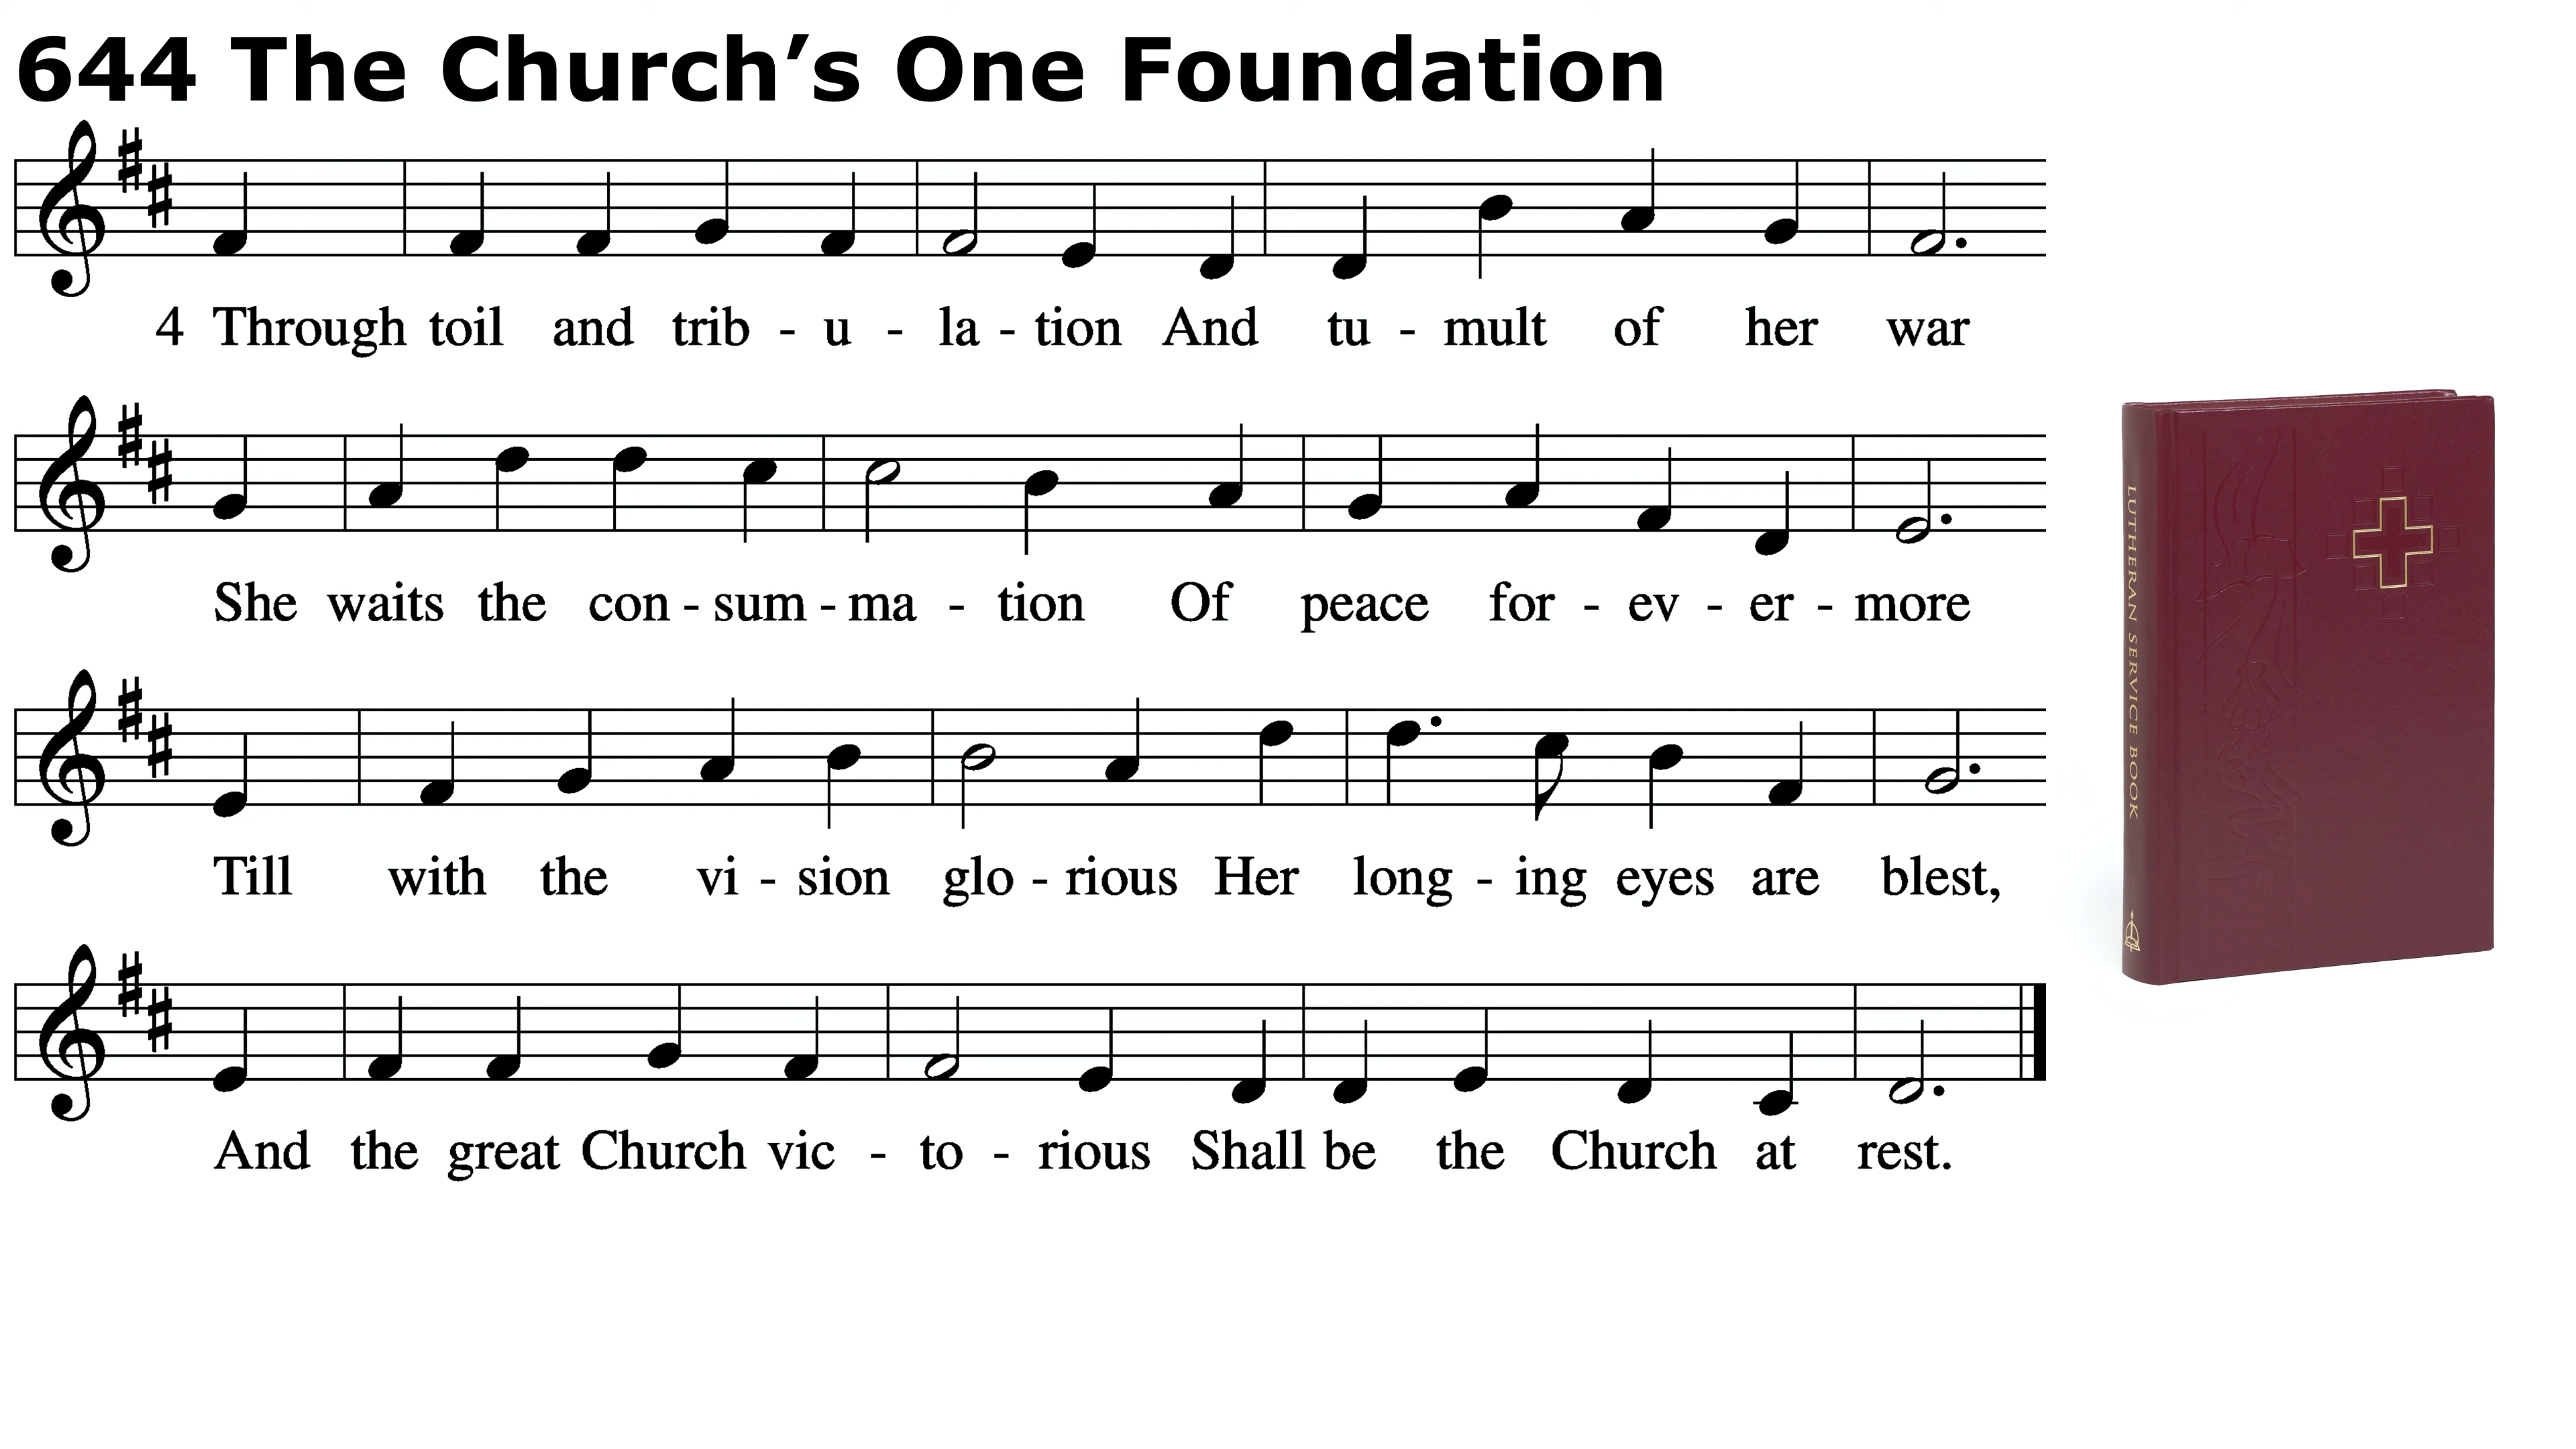 644 The Church’s One Foundation
4 Through toil and trib - u - la - tion And tu - mult of her war
She waits the con - sum - ma - tion Of peace for - ev - er - more
Till with the vi - sion glo - rious Her long - ing eyes are blest,
And the great Church vic - to - rious Shall be the Church at rest.
LUTHERAN SERVICE BOOK